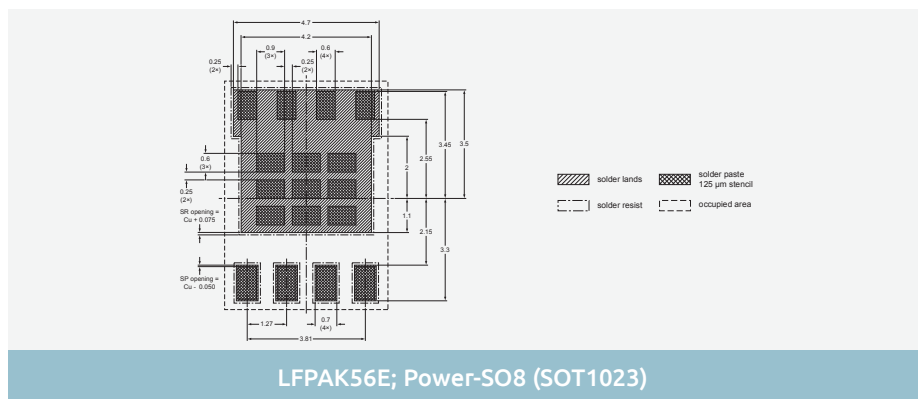 4.7
4.2
0.9
(3×)
0.6
(4×)
0.25
(2×)
0.25
(2×)
0.6
(3×)
0.25
(2×)
SR opening =
Cu + 0.075
SP opening =
Cu - 0.050
3.45
3.5
2.55
2
1.1
2.15
3.3
1.27
0.7
(4×)
3.81
solder lands
solder paste
125 µm stencil
solder resist
occupied area
LFPAK56E; Power-SO8 (SOT1023)